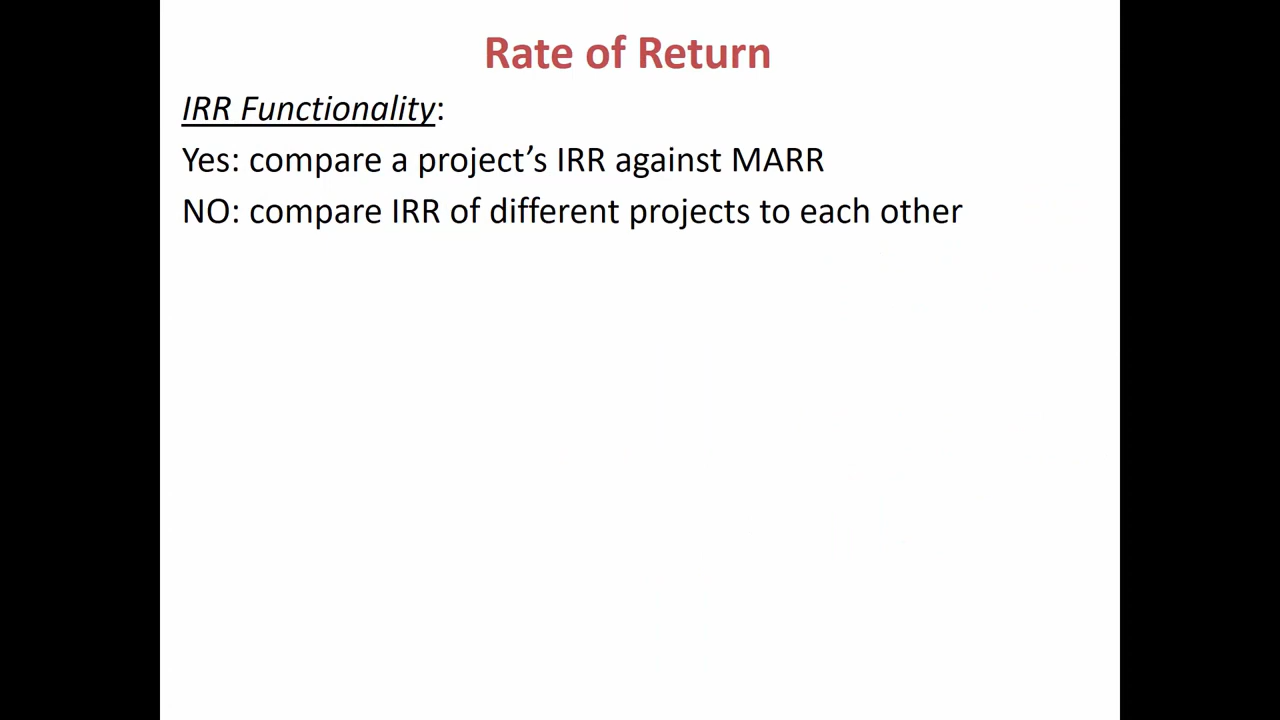 Rate of Return
IRR Functionality:
Yes: compare a project’s IRR against MARR
NO: compare IRR of different projects to each other